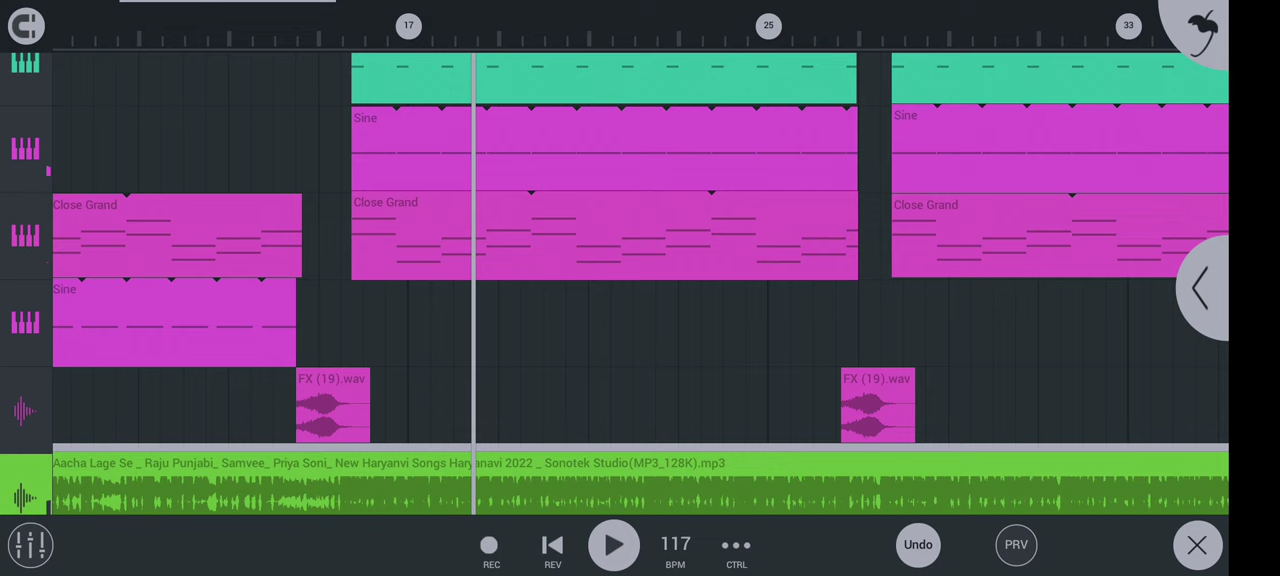 17 25 33
Sine
Sine
Close Grand
Close Grand
Close Grand
Sine
FX (19).wav
FX (19).wav
Aacha Lage Se _ Raju Punjabi_ Samvee_ Priya Soni_ New Haryanvi Songs Haryanavi 2022 _ Sonotek Studio(MP3_128K).mp3
117 Undo PRV
REC REV BPM CTRL